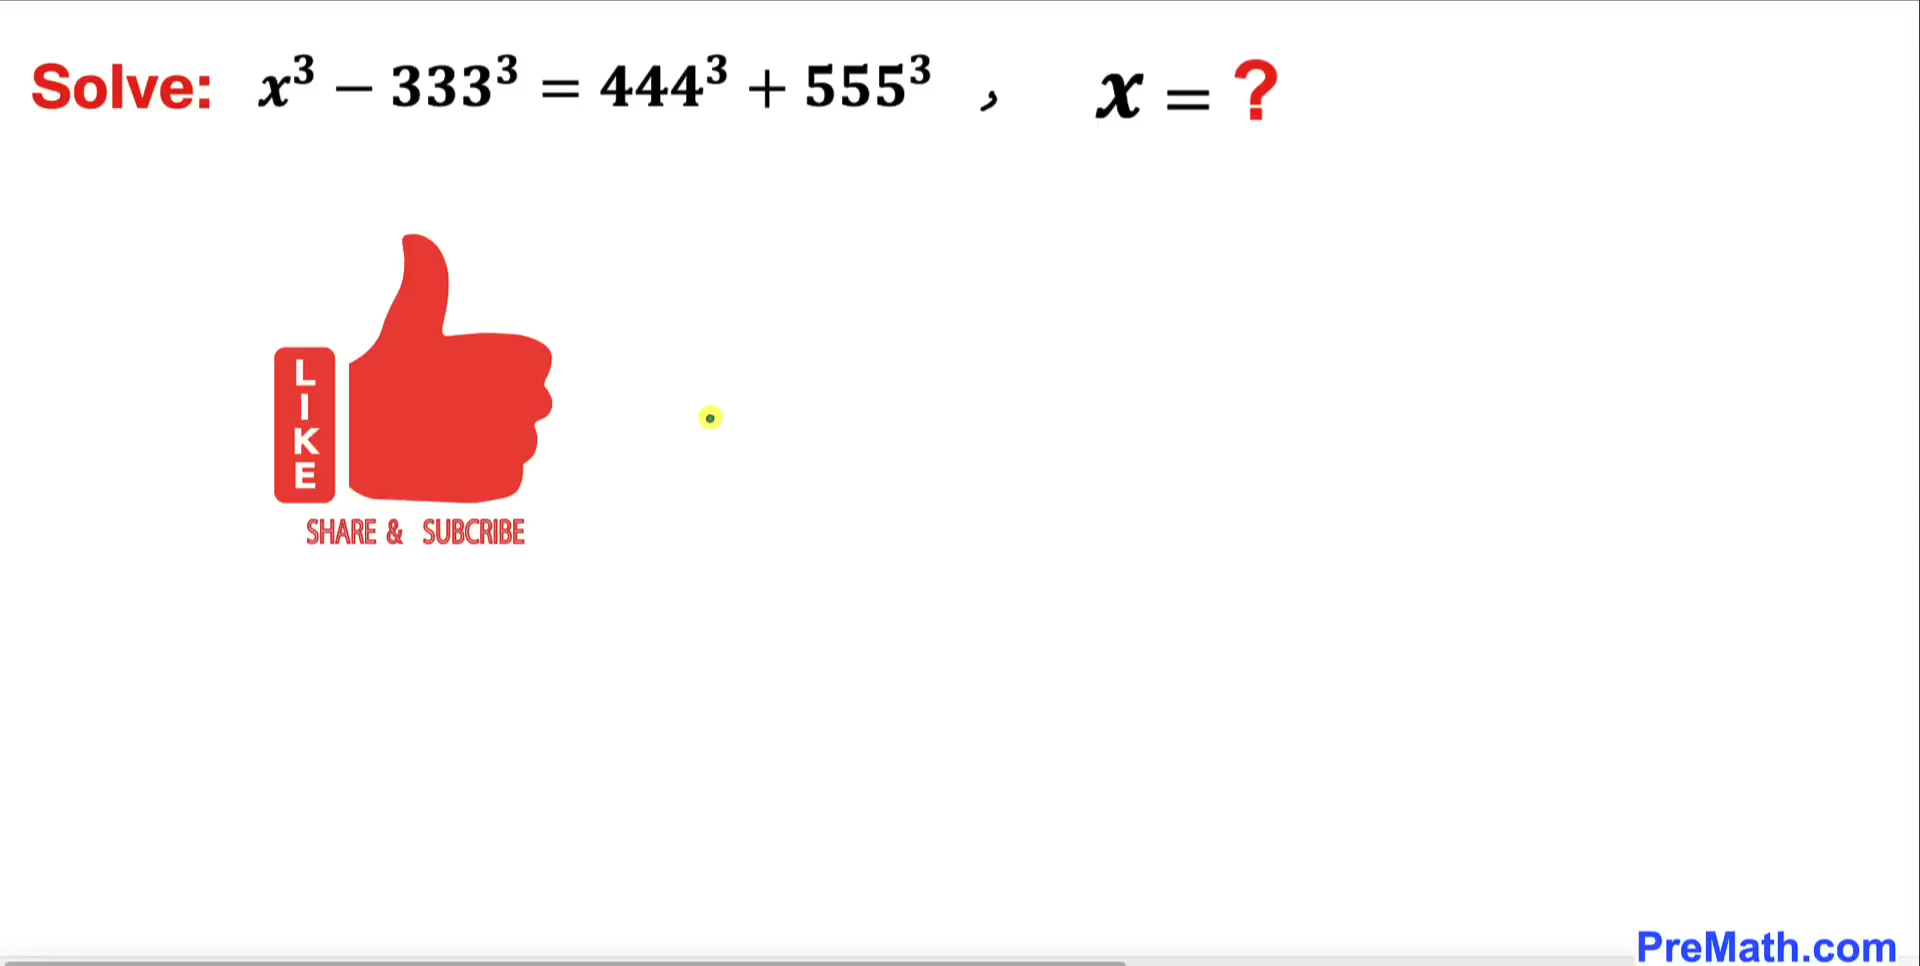 Solve: x³ − 333³ = 444³ + 555³ , x = ?
L
I
K
E
SHARE & SUBCRIBE
PreMath.com